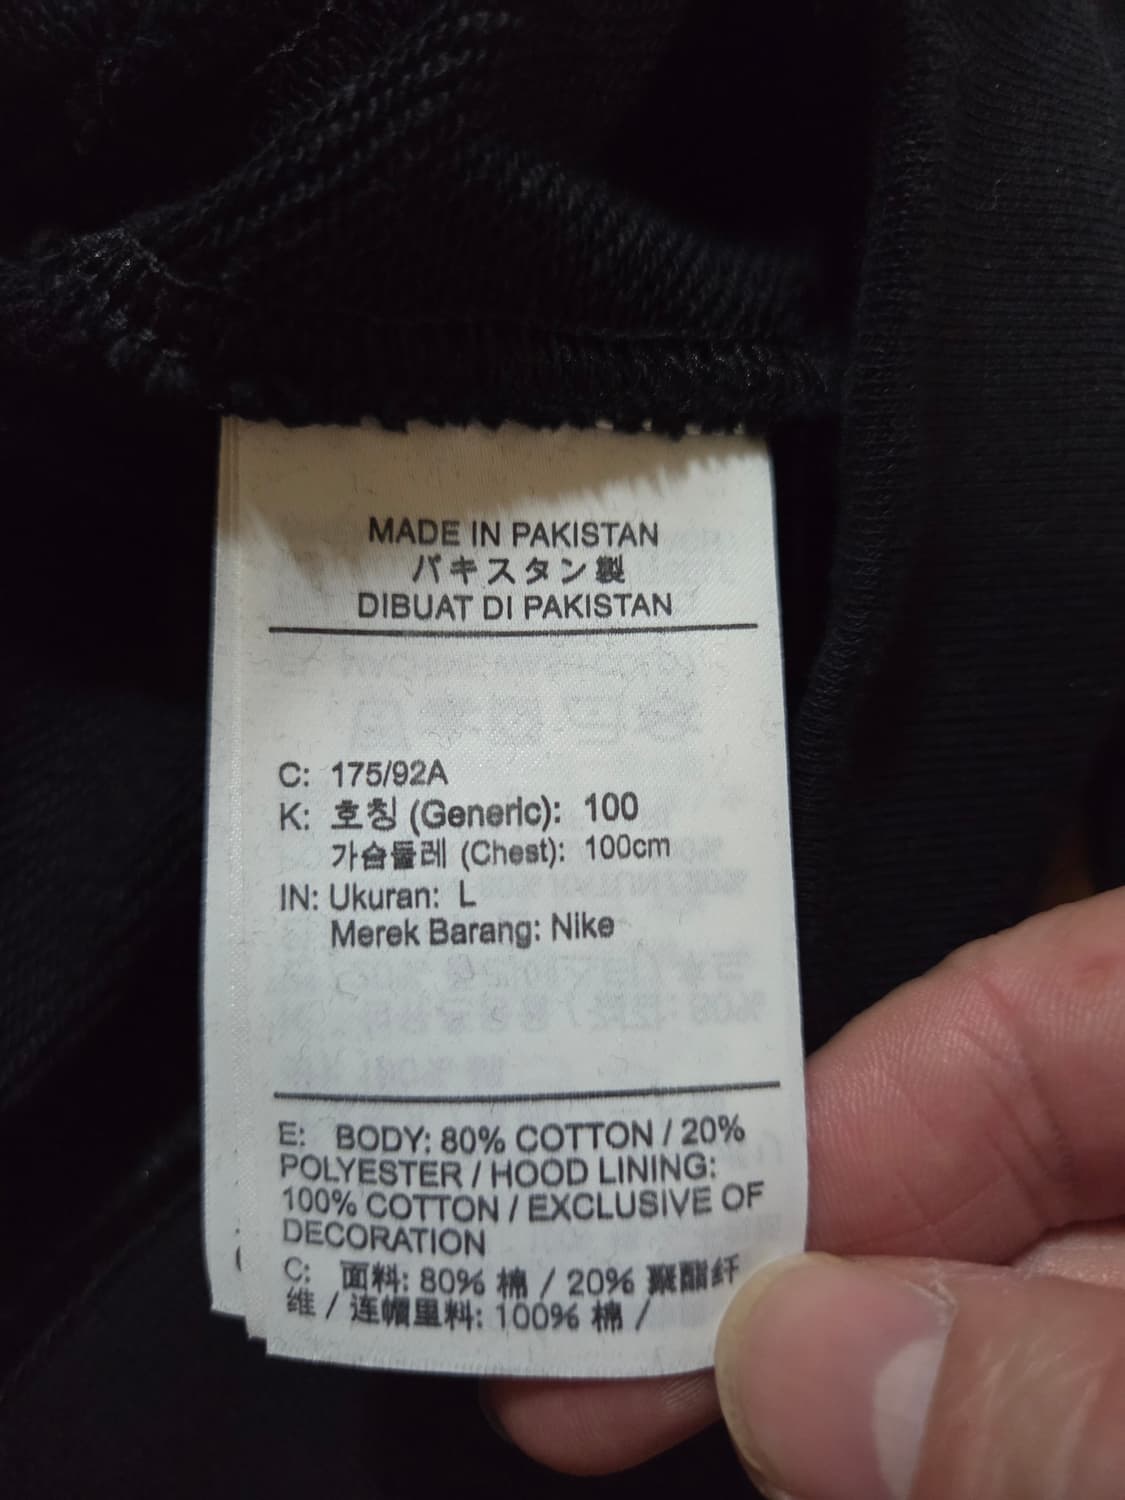 MADE IN PAKISTAN
パキスタン製
DIBUAT DI PAKISTAN
C: 175/92A
K: 호칭 (Generic): 100
가슴둘레 (Chest): 100cm
IN: Ukuran: L
Merek Barang: Nike
E: BODY: 80% COTTON / 20%
POLYESTER / HOOD LINING:
100% COTTON / EXCLUSIVE OF
DECORATION
C: 面料: 80% 棉 / 20% 聚酯纤
维 / 连帽里料: 100% 棉 /